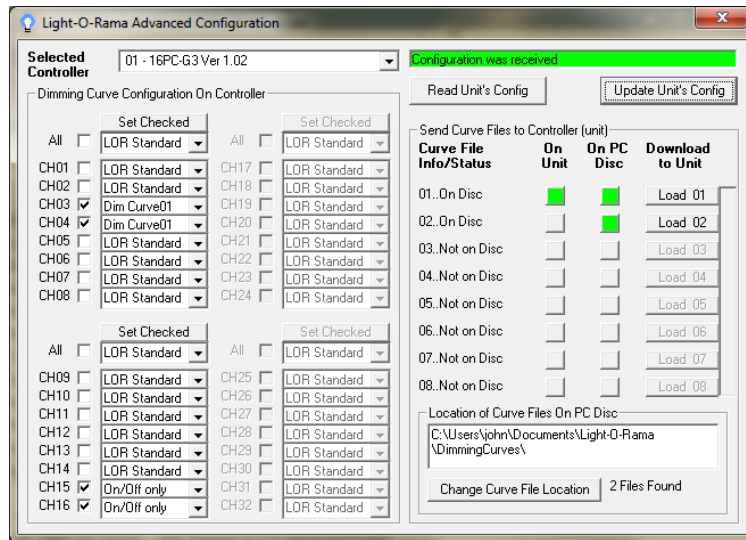 Light-O-Rama Advanced Configuration
Selected Controller
01 - 16PC-G3 Ver 1.02
Configuration was received
Read Unit's Config
Update Unit's Config
Dimming Curve Configuration On Controller
Set Checked
Set Checked
All LOR Standard
All LOR Standard
CH01 LOR Standard
CH17 LOR Standard
CH02 LOR Standard
CH18 LOR Standard
CH03 Dim Curve01
CH19 LOR Standard
CH04 Dim Curve01
CH20 LOR Standard
CH05 LOR Standard
CH21 LOR Standard
CH06 LOR Standard
CH22 LOR Standard
CH07 LOR Standard
CH23 LOR Standard
CH08 LOR Standard
CH24 LOR Standard
Set Checked
Set Checked
All LOR Standard
All LOR Standard
CH09 LOR Standard
CH25 LOR Standard
CH10 LOR Standard
CH26 LOR Standard
CH11 LOR Standard
CH27 LOR Standard
CH12 LOR Standard
CH28 LOR Standard
CH13 LOR Standard
CH29 LOR Standard
CH14 LOR Standard
CH30 LOR Standard
CH15 On/Off only
CH31 LOR Standard
CH16 On/Off only
CH32 LOR Standard
Send Curve Files to Controller (unit)
Curve File Info/Status
On Unit
On PC Disc
Download to Unit
01..On Disc Load 01
02..On Disc Load 02
03..Not on Disc Load 03
04..Not on Disc Load 04
05..Not on Disc Load 05
06..Not on Disc Load 06
07..Not on Disc Load 07
08..Not on Disc Load 08
Location of Curve Files On PC Disc
C:\Users\john\Documents\Light-O-Rama
\DimmingCurves\
Change Curve File Location
2 Files Found